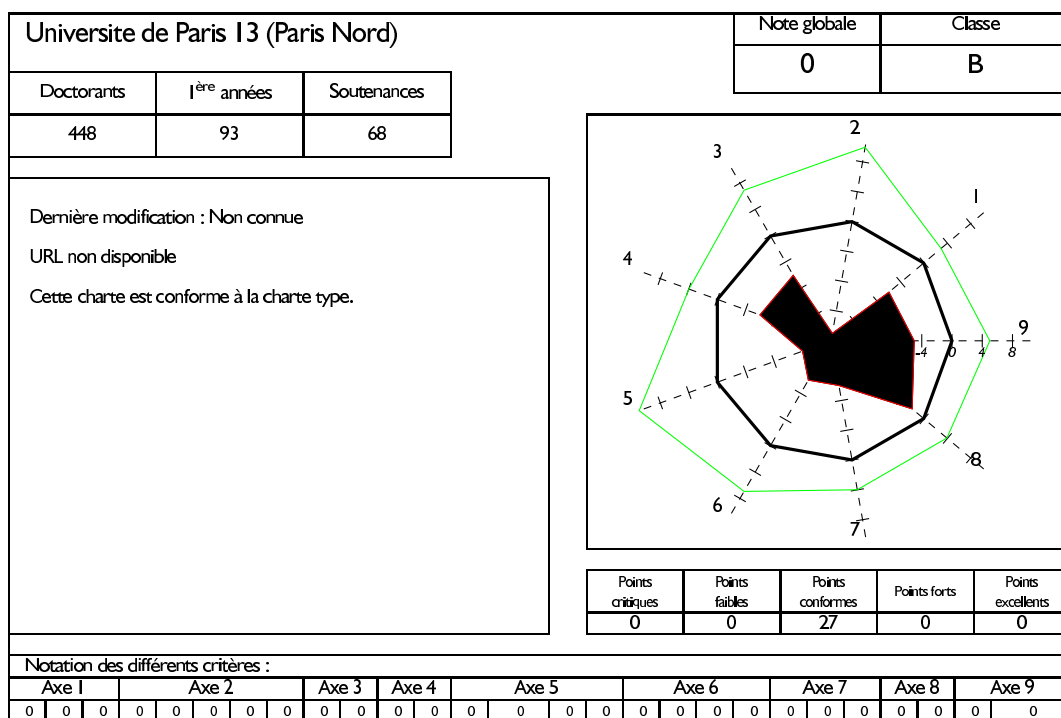 Universite de Paris 13 (Paris Nord)
Note globale Classe
0 B
Doctorants 1ère années Soutenances
448 93 68
Dernière modification : Non connue
URL non disponible
Cette charte est conforme à la charte type.
2
3
1
4
9
-4 0 4 8
5
8
6
7
Points critiques Points faibles Points conformes Points forts Points excellents
0 0 27 0 0
Notation des différents critères :
Axe 1 Axe 2 Axe 3 Axe 4 Axe 5 Axe 6 Axe 7 Axe 8 Axe 9
0 0 0 0 0 0 0 0 0 0 0 0 0 0 0 0 0 0 0 0 0 0 0 0 0 0 0